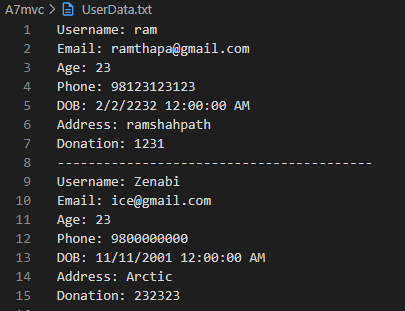 A7mvc > UserData.txt
1 Username: ram
2 Email: ramthapa@gmail.com
3 Age: 23
4 Phone: 98123123123
5 DOB: 2/2/2232 12:00:00 AM
6 Address: ramshahpath
7 Donation: 1231
8 ------------------------------------------
9 Username: Zenabi
10 Email: ice@gmail.com
11 Age: 23
12 Phone: 9800000000
13 DOB: 11/11/2001 12:00:00 AM
14 Address: Arctic
15 Donation: 232323